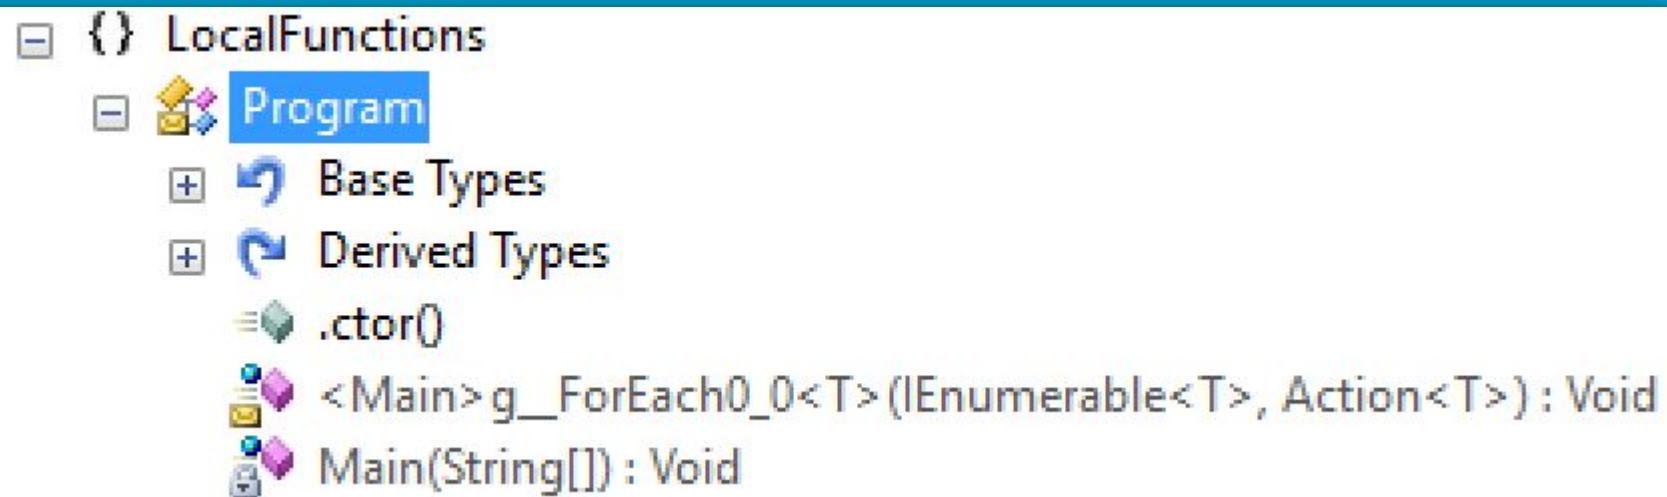 {} LocalFunctions
Program
Base Types
Derived Types
.ctor()
<Main>g__ForEach0_0<T>(IEnumerable<T>, Action<T>) : Void
Main(String[]) : Void